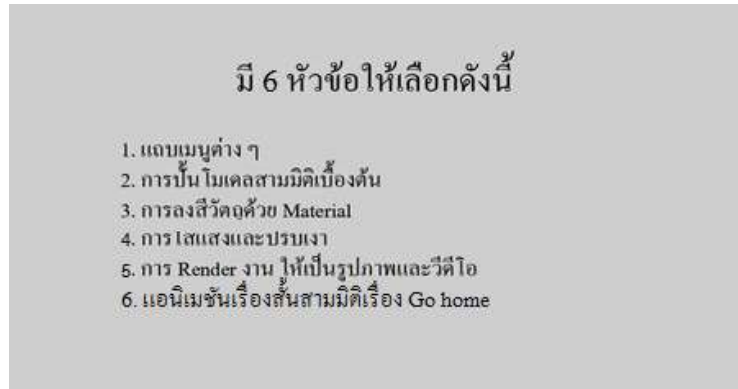 มี 6 หัวข้อให้เลือกดังนี้
1. แถบเมนูต่าง ๆ
2. การปั้นโมเดลสามมิติเบื้องต้น
3. การลงสีวัตถุด้วย Material
4. การใส่แสงและปรับเงา
5. การ Render งาน ให้เป็นรูปภาพและวีดีโอ
6. แอนิเมชันเรื่องสั้นสามมิติเรื่อง Go home